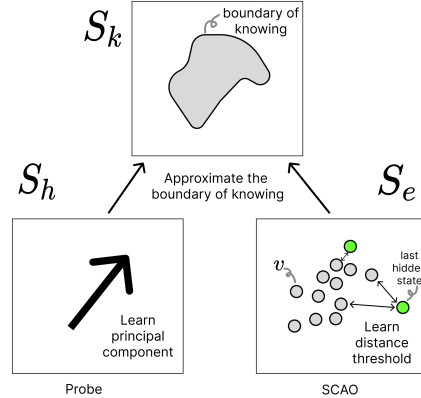 S_k
boundary of
knowing
S_h
Approximate the
boundary of knowing
S_e
Learn
principal
component
v
last
hidden
state
Learn
distance
threshold
Probe
SCAO